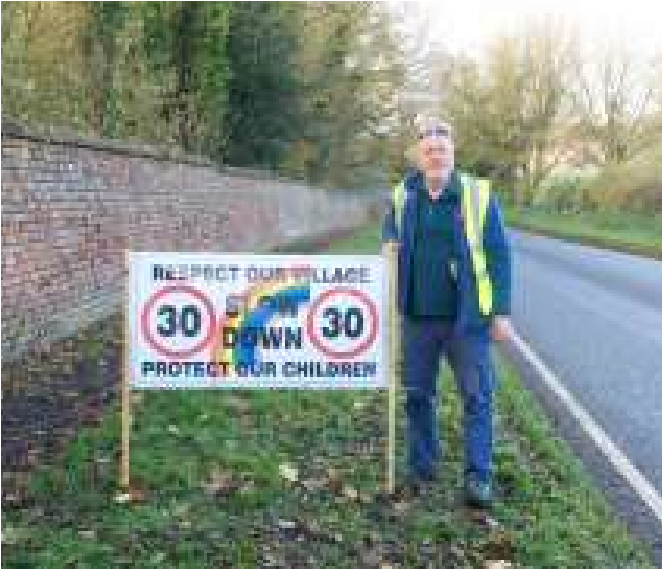 RESPECT OUR VILLAGE
30 SLOW DOWN 30
PROTECT OUR CHILDREN